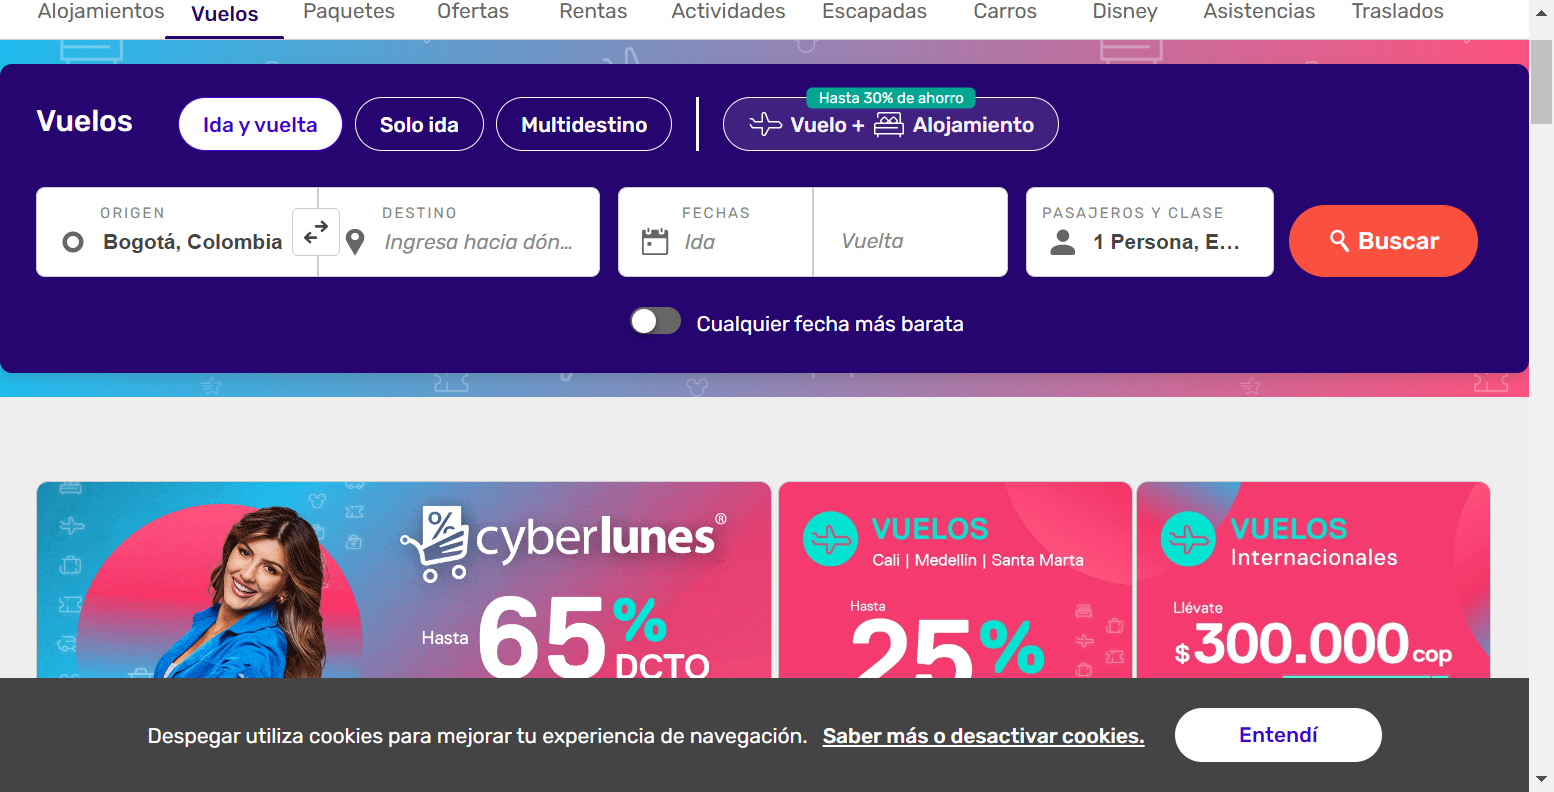 Alojamientos Vuelos Paquetes Ofertas Rentas Actividades Escapadas Carros Disney Asistencias Traslados
Hasta 30% de ahorro
Vuelos Ida y vuelta Solo ida Multidestino Vuelo + Alojamiento
ORIGEN DESTINO FECHAS PASAJEROS Y CLASE
Bogotá, Colombia Ingresa hacia dón... Ida Vuelta 1 Persona, E... Buscar
Cualquier fecha más barata
cyberlunes®
Hasta 65%
DCTO
VUELOS
Cali | Medellín | Santa Marta
Hasta
25%
VUELOS
Internacionales
Llévate
$300.000 cop
Despegar utiliza cookies para mejorar tu experiencia de navegación. Saber más o desactivar cookies. Entendí